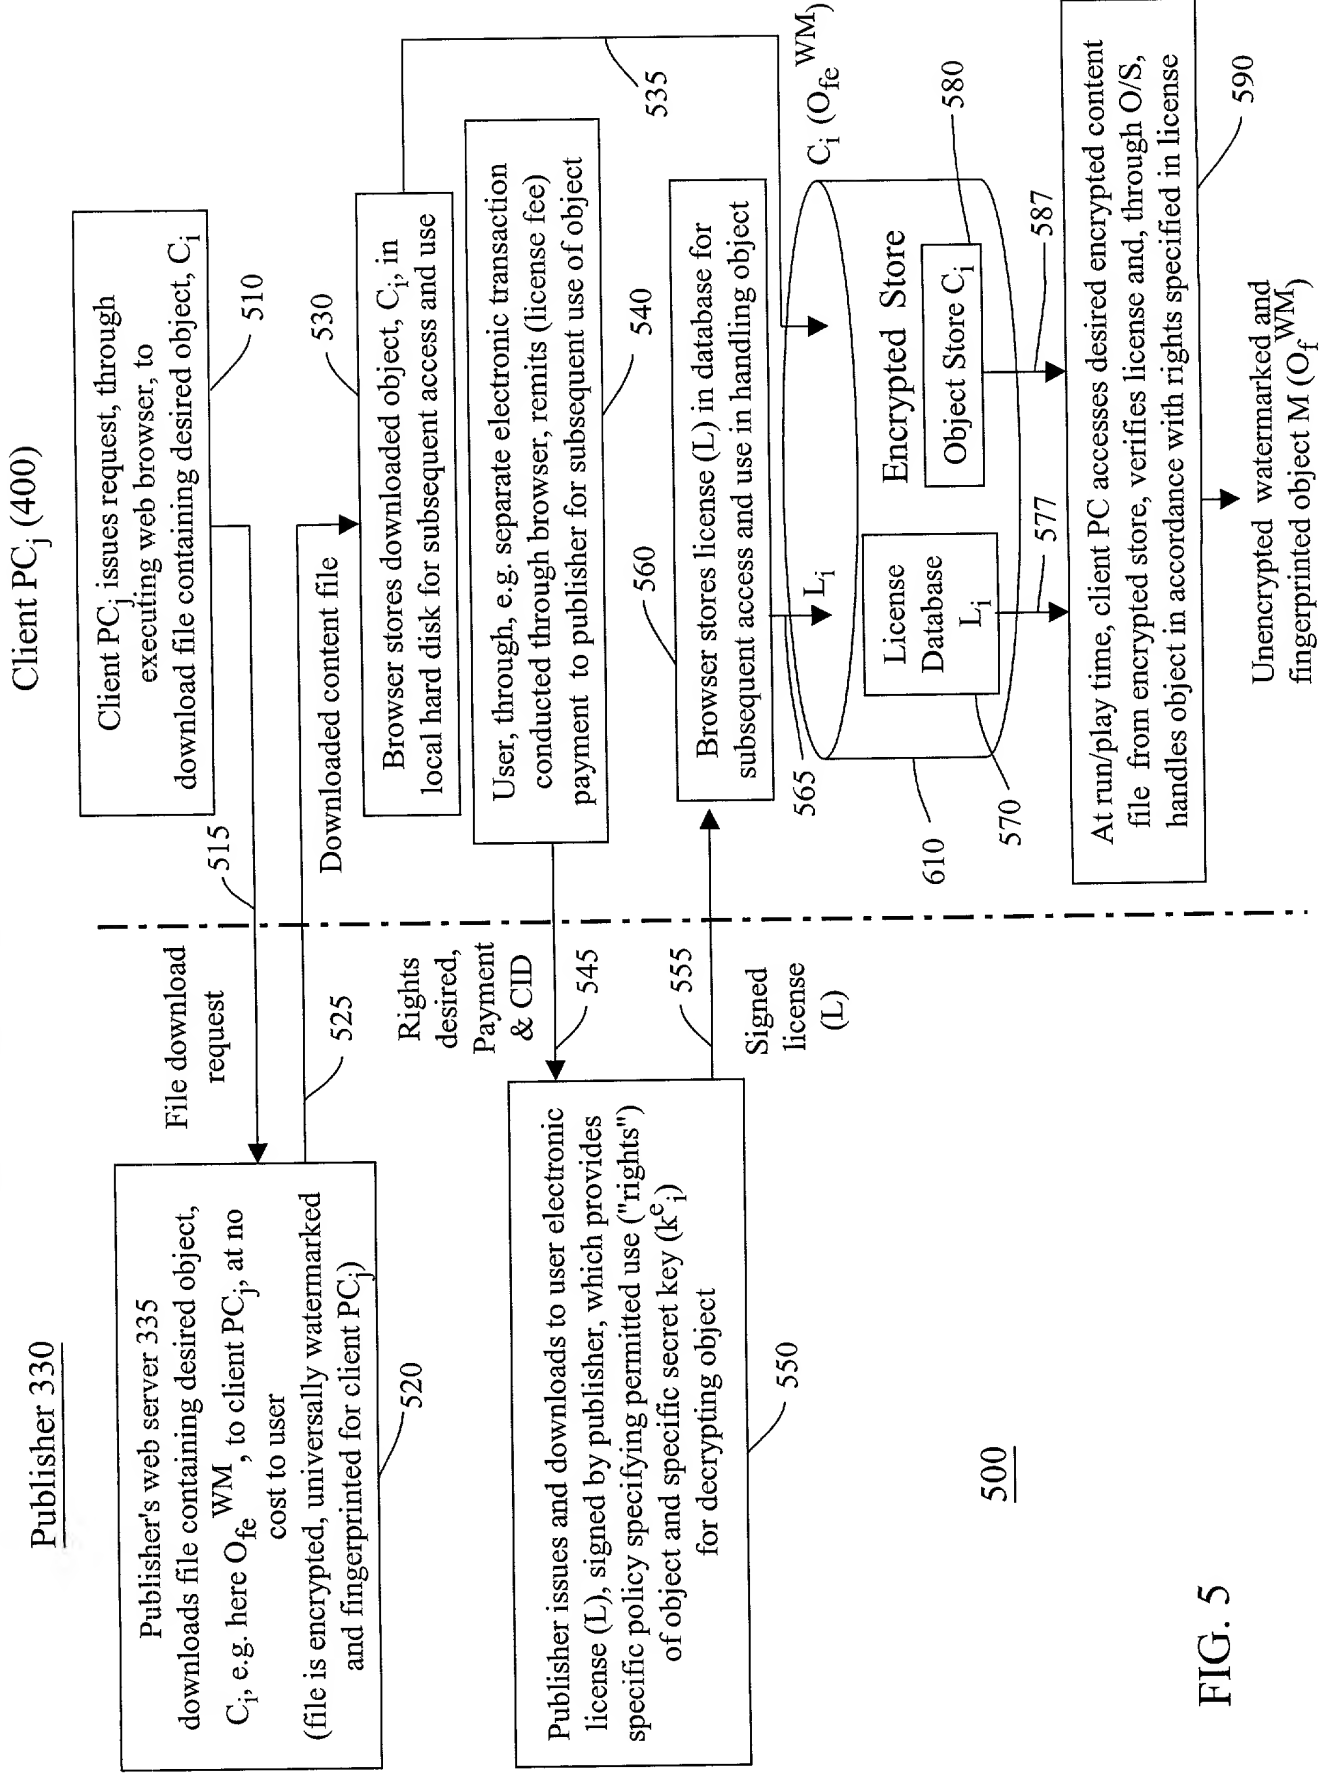 Publisher 330
Client PCj (400)
Client PCj issues request, through
executing web browser, to
download file containing desired object, Ci
510
515
File download
request
Publisher's web server 335
downloads file containing desired object,
Ci, e.g. here Ofe^WM, to client PCj, at no
cost to user
(file is encrypted, universally watermarked
and fingerprinted for client PCj)
520
525
Downloaded content file
530
Browser stores downloaded object, Ci, in
local hard disk for subsequent access and use
535
User, through, e.g. separate electronic transaction
conducted through browser, remits (license fee)
payment to publisher for subsequent use of object
540
Rights
desired,
Payment
& CID
545
Publisher issues and downloads to user electronic
license (L), signed by publisher, which provides
specific policy specifying permitted use ("rights")
of object and specific secret key (k^e i)
for decrypting object
550
555
Signed
license
(L)
560
Browser stores license (L) in database for
subsequent access and use in handling object
565
Li
Ci (Ofe^WM)
Encrypted Store
License
Database
Li
Object Store Ci
580
610
570
577
587
At run/play time, client PC accesses desired encrypted content
file from encrypted store, verifies license and, through O/S,
handles object in accordance with rights specified in license
590
Unencrypted watermarked and
fingerprinted object M (Of^WM)
500
FIG. 5